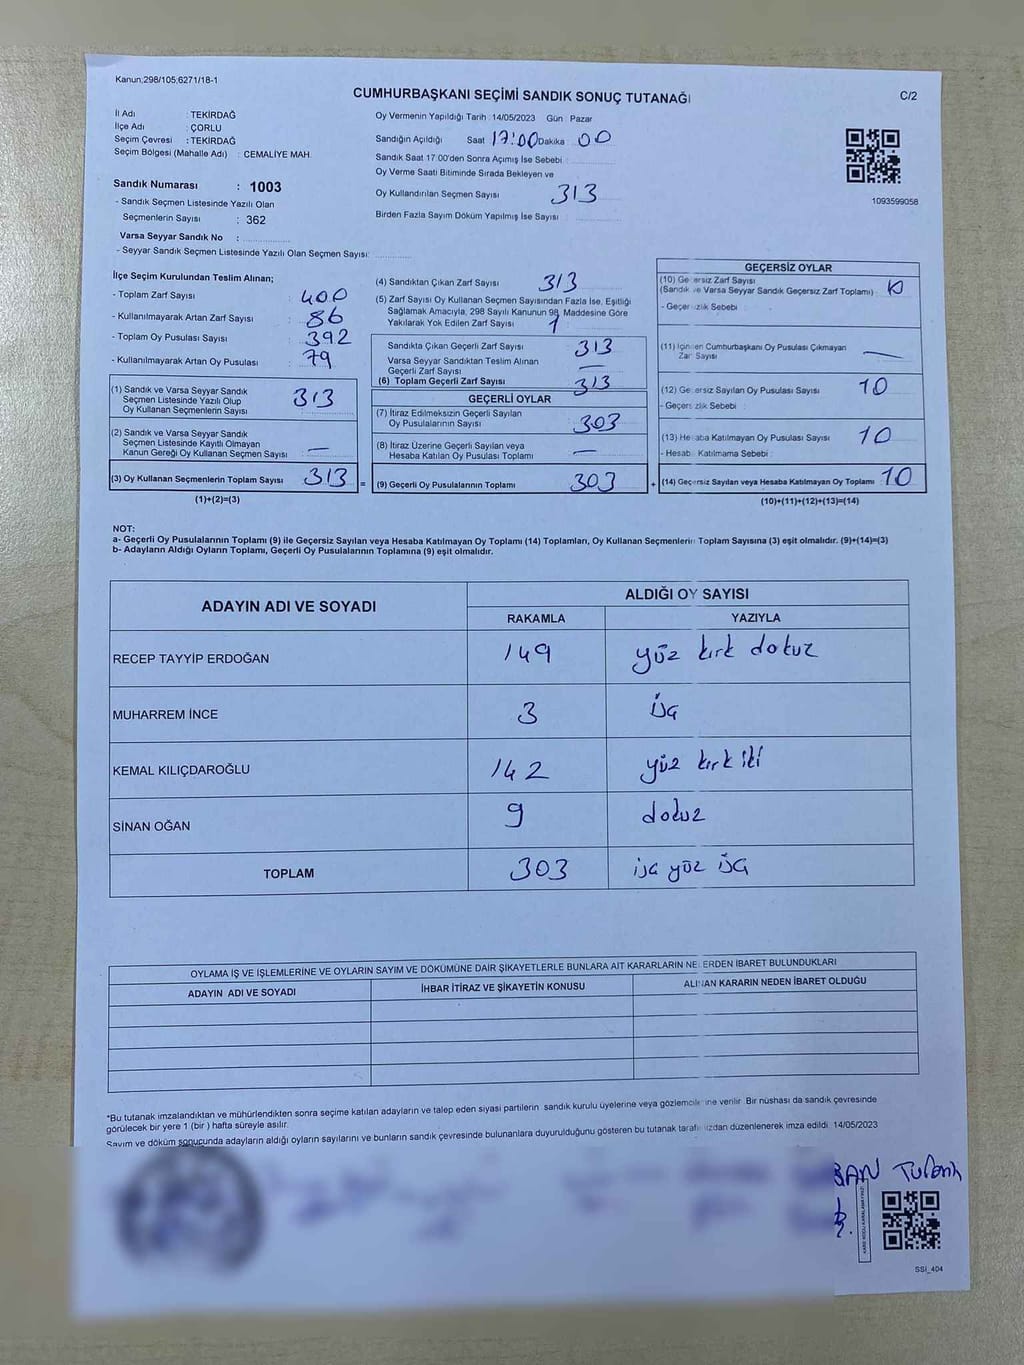 Kanun,298/105,6271/18-1
CUMHURBAŞKANI SEÇİMİ SANDIK SONUÇ TUTANAĞI
C/2
İl Adı : TEKİRDAĞ
İlçe Adı : ÇORLU
Seçim Çevresi : TEKİRDAĞ
Seçim Bölgesi (Mahalle Adı) : CEMALİYE MAH.
Sandık Numarası : 1003
- Sandık Seçmen Listesinde Yazılı Olan
Seçmenlerin Sayısı : 362
Varsa Seyyar Sandık No :
- Seyyar Sandık Seçmen Listesinde Yazılı Olan Seçmen Sayısı:
Oy Vermenin Yapıldığı Tarih :14/05/2023 Gün : Pazar
Sandığın Açıldığı Saat 17:00 Dakika 00
Sandık Saat 17.00'den Sonra Açımış İse Sebebi
Oy Verme Saati Bitiminde Sırada Bekleyen ve
Oy Kullandırılan Seçmen Sayısı 313
Birden Fazla Sayım Döküm Yapılmış İse Sayısı :
1093599058
İlçe Seçim Kurulundan Teslim Alınan;
- Toplam Zarf Sayısı : 400
- Kullanılmayarak Artan Zarf Sayısı : 86
- Toplam Oy Pusulası Sayısı : 392
- Kullanılmayarak Artan Oy Pusulası : 79
(1) Sandık ve Varsa Seyyar Sandık
Seçmen Listesinde Yazılı Olup
Oy Kullanan Seçmenlerin Sayısı 313
(2) Sandık ve Varsa Seyyar Sandık
Seçmen Listesinde Kayıtlı Olmayan
Kanun Gereği Oy Kullanan Seçmen Sayısı : —
(3) Oy Kullanan Seçmenlerin Toplam Sayısı 313
(1)+(2)=(3)
(4) Sandıktan Çıkan Zarf Sayısı 313
(5) Zarf Sayısı Oy Kullanan Seçmen Sayısından Fazla İse, Eşitliği
Sağlamak Amacıyla, 298 Sayılı Kanunun 98. Maddesine Göre
Yakılarak Yok Edilen Zarf Sayısı 1
Sandıkta Çıkan Geçerli Zarf Sayısı 313
Varsa Seyyar Sandıktan Teslim Alınan
Geçerli Zarf Sayısı —
(6) Toplam Geçerli Zarf Sayısı 313
GEÇERLİ OYLAR
(7) İtiraz Edilmeksizin Geçerli Sayılan
Oy Pusulalarının Sayısı : 303
(8) İtiraz Üzerine Geçerli Sayılan veya
Hesaba Katılan Oy Pusulası Toplamı —
= (9) Geçerli Oy Pusulalarının Toplamı 303
GEÇERSİZ OYLAR
(10) Geçersiz Zarf Sayısı
(Sandık ve Varsa Seyyar Sandık Geçersiz Zarf Toplamı) :
- Geçersizlik Sebebi
(11) İçinden Cumhurbaşkanı Oy Pusulası Çıkmayan
Zarf Sayısı —
(12) Geçersiz Sayılan Oy Pusulası Sayısı 10
- Geçersizlik Sebebi :
(13) Hesaba Katılmayan Oy Pusulası Sayısı 10
- Hesaba Katılmama Sebebi :
+ (14) Geçersiz Sayılan veya Hesaba Katılmayan Oy Toplamı : 10
(10)+(11)+(12)+(13)=(14)
NOT:
a- Geçerli Oy Pusulalarının Toplamı (9) ile Geçersiz Sayılan veya Hesaba Katılmayan Oy Toplamı (14) Toplamları, Oy Kullanan Seçmenlerin Toplam Sayısına (3) eşit olmalıdır. (9)+(14)=(3)
b- Adayların Aldığı Oyların Toplamı, Geçerli Oy Pusulalarının Toplamına (9) eşit olmalıdır.
ADAYIN ADI VE SOYADI
ALDIĞI OY SAYISI
RAKAMLA YAZIYLA
RECEP TAYYİP ERDOĞAN 149 yüz kırk dokuz
MUHARREM İNCE 3 üç
KEMAL KILIÇDAROĞLU 142 yüz kırk iki
SİNAN OĞAN 9 dokuz
TOPLAM 303 üç yüz üç
OYLAMA İŞ VE İŞLEMLERİNE VE OYLARIN SAYIM VE DÖKÜMÜNE DAİR ŞİKAYETLERLE BUNLARA AİT KARARLARIN NELERDEN İBARET BULUNDUKLARI
ADAYIN ADI VE SOYADI İHBAR İTİRAZ VE ŞİKAYETİN KONUSU ALINAN KARARIN NEDEN İBARET OLDUĞU
*Bu tutanak imzalandıktan ve mühürlendikten sonra seçime katılan adayların ve talep eden siyasi partilerin sandık kurulu üyelerine veya gözlemcilerine verilir. Bir nüshası da sandık çevresinde
görülecek bir yere 1 (bir ) hafta süreyle asılır.
Sayım ve döküm sonucunda adayların aldığı oyların sayılarını ve bunların sandık çevresinde bulunanlara duyurulduğunu gösteren bu tutanak tarafımızdan düzenlenerek imza edildi. 14/05/2023
SSI_404